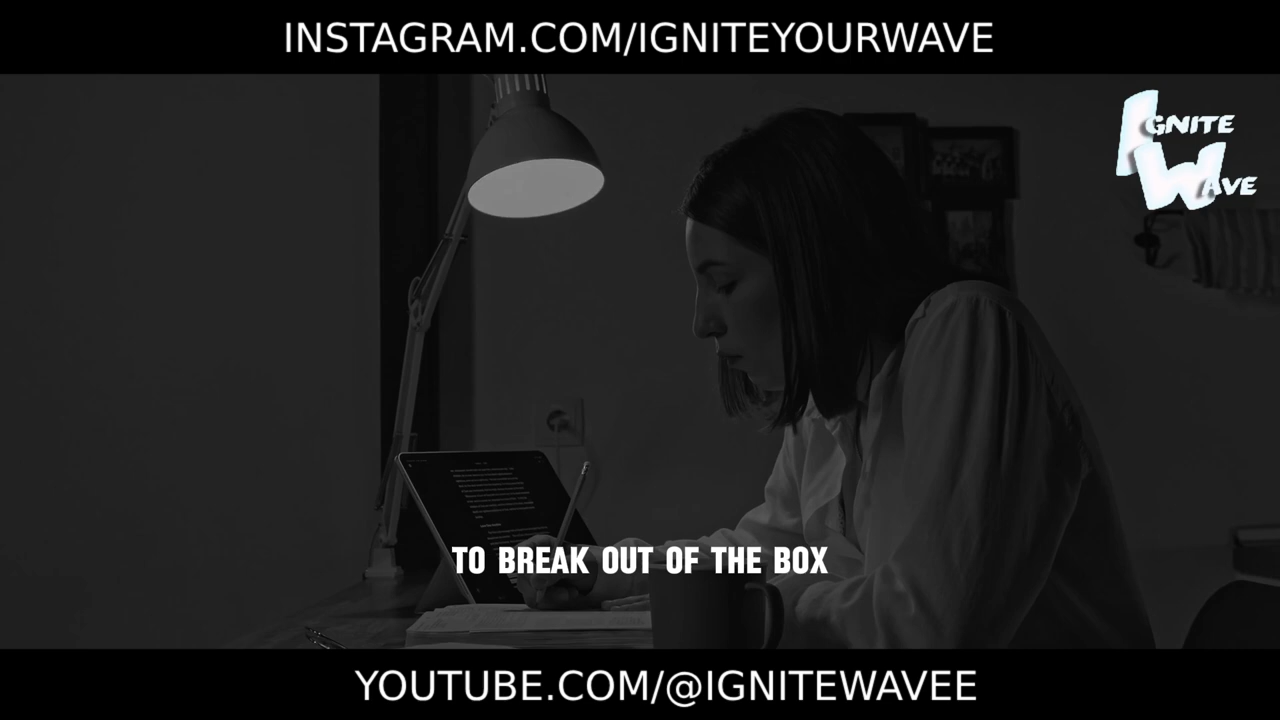 INSTAGRAM.COM/IGNITEYOURWAVE
IGNITE
WAVE
TO BREAK OUT OF THE BOX
YOUTUBE.COM/@IGNITEWAVEE